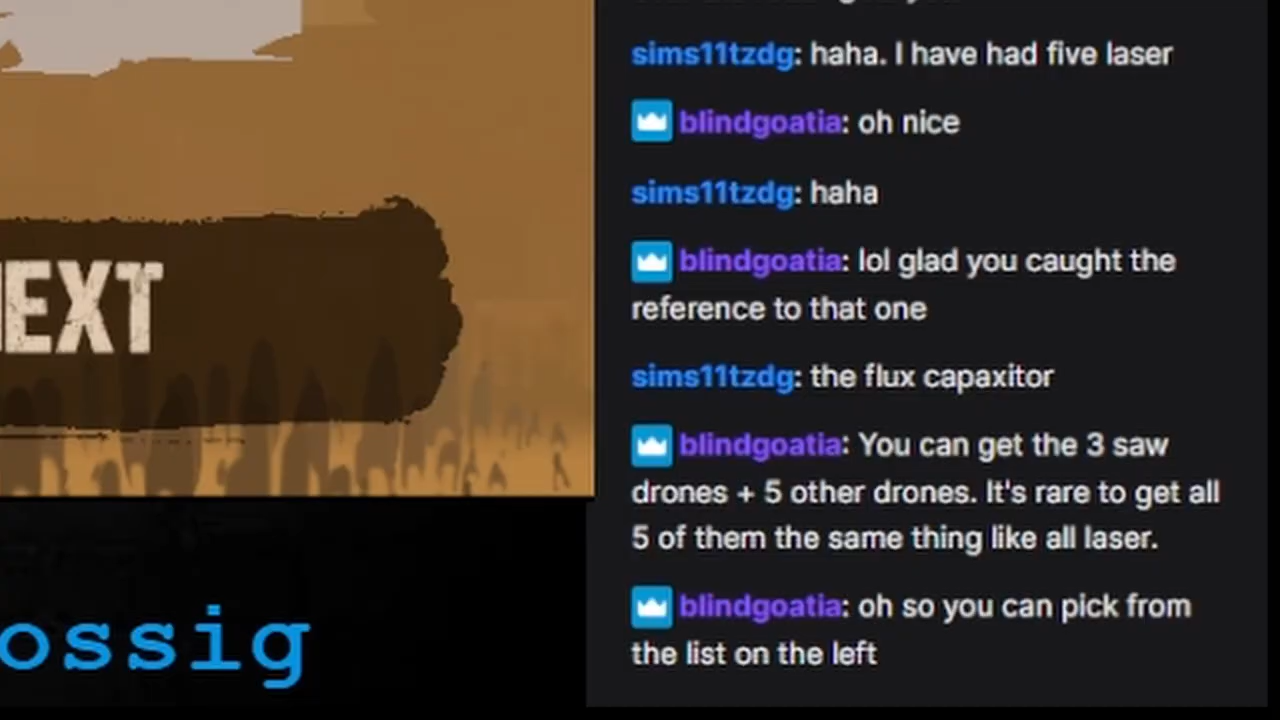 sims11tzdg: haha. I have had five laser
blindgoatia: oh nice
sims11tzdg: haha
blindgoatia: lol glad you caught the
reference to that one
sims11tzdg: the flux capaxitor
blindgoatia: You can get the 3 saw
drones + 5 other drones. It's rare to get all
5 of them the same thing like all laser.
blindgoatia: oh so you can pick from
the list on the left
EXT
ossig